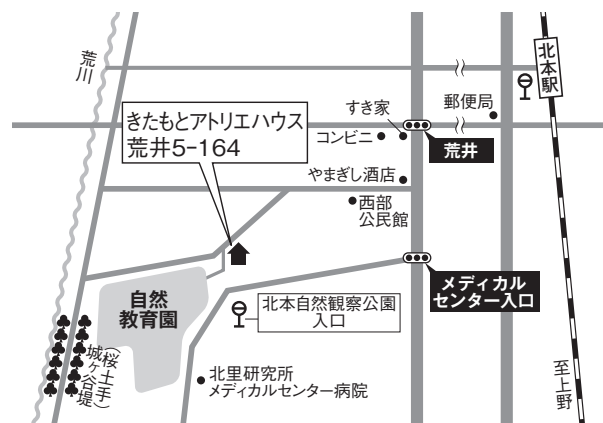 荒川
北本駅
郵便局
すき家
コンビニ
荒井
きたもとアトリエハウス
荒井5-164
やまぎし酒店
西部
公民館
メディカル
センター入口
自然
教育園
北本自然観察公園
入口
北里研究所
メディカルセンター病院
(桜土手)
城ヶ谷堤
至上野